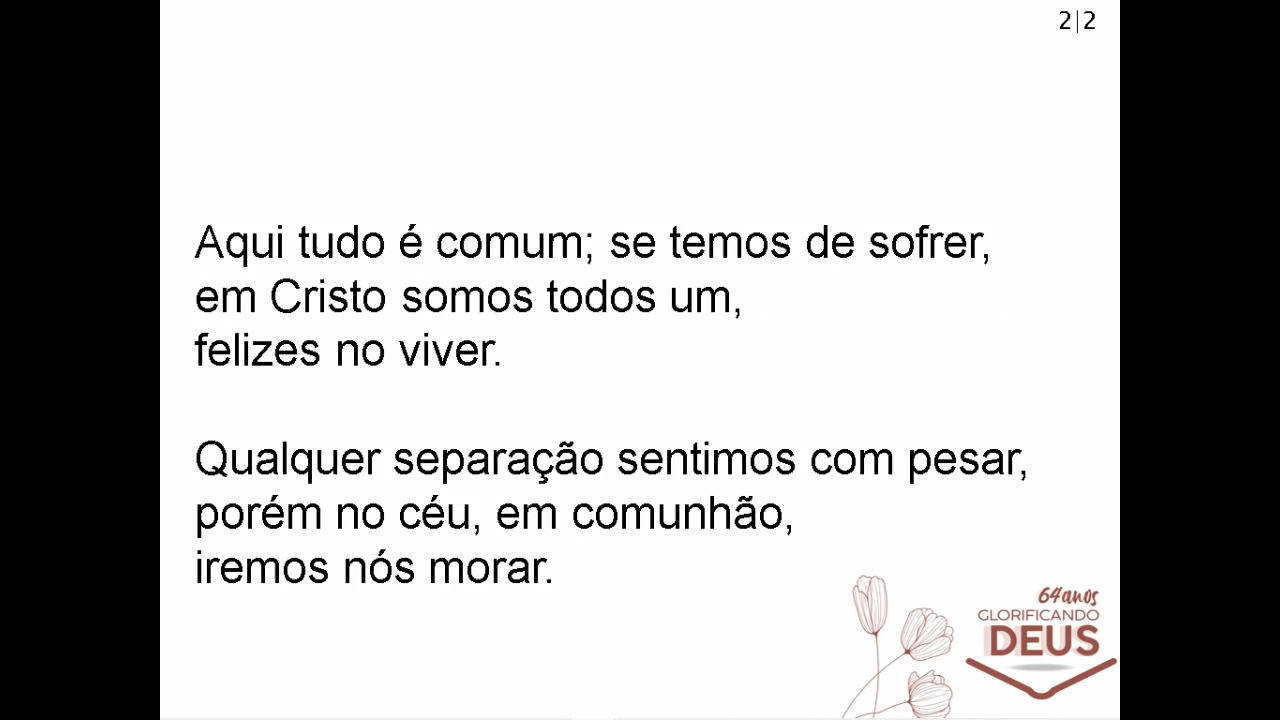 2|2
Aqui tudo é comum; se temos de sofrer,
em Cristo somos todos um,
felizes no viver.
Qualquer separação sentimos com pesar,
porém no céu, em comunhão,
iremos nós morar.
64anos
GLORIFICANDO
DEUS